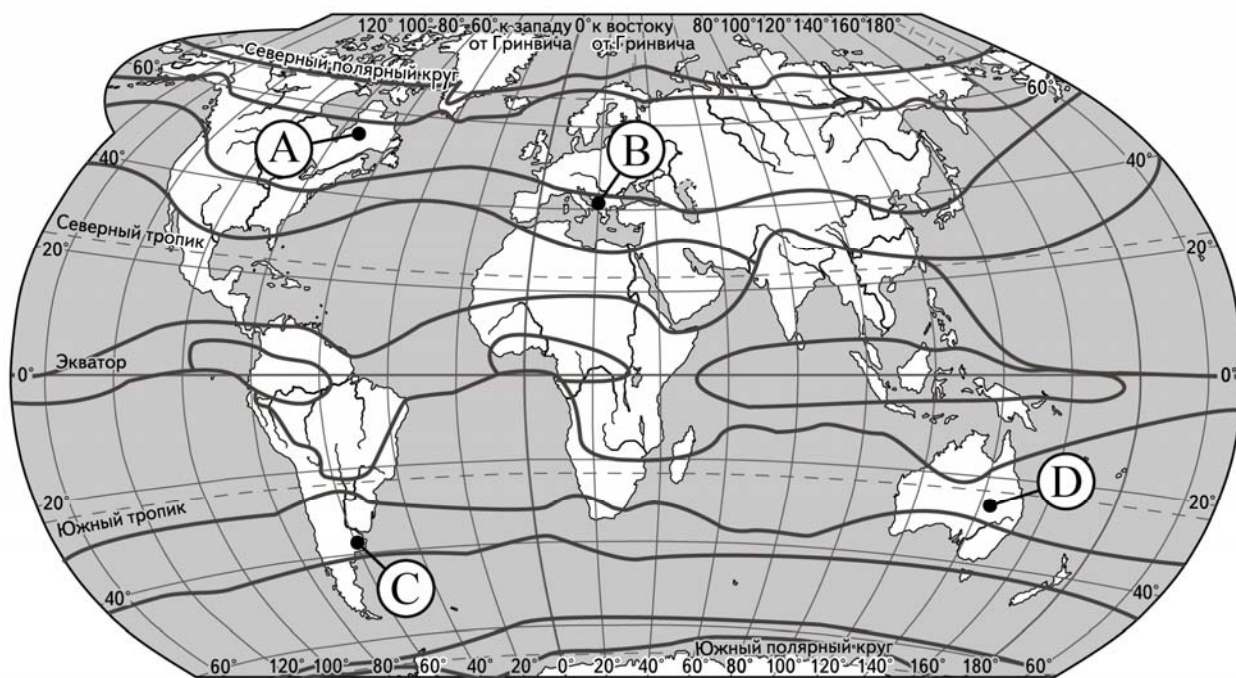 120° 100° 80° 60° к западу 0° к востоку 80° 100° 120° 140° 160° 180°
от Гринвича от Гринвича
Северный полярный круг
60° 60°
A B
40° 40°
Северный тропик
20° 20°
Экватор
0° 0°
D
20° 20°
Южный тропик
C
40° 40°
Южный полярный круг
60° 120° 100° 80° 60° 40° 20° 0° 20° 40° 60° 80° 100° 120° 140° 160° 180° 60°